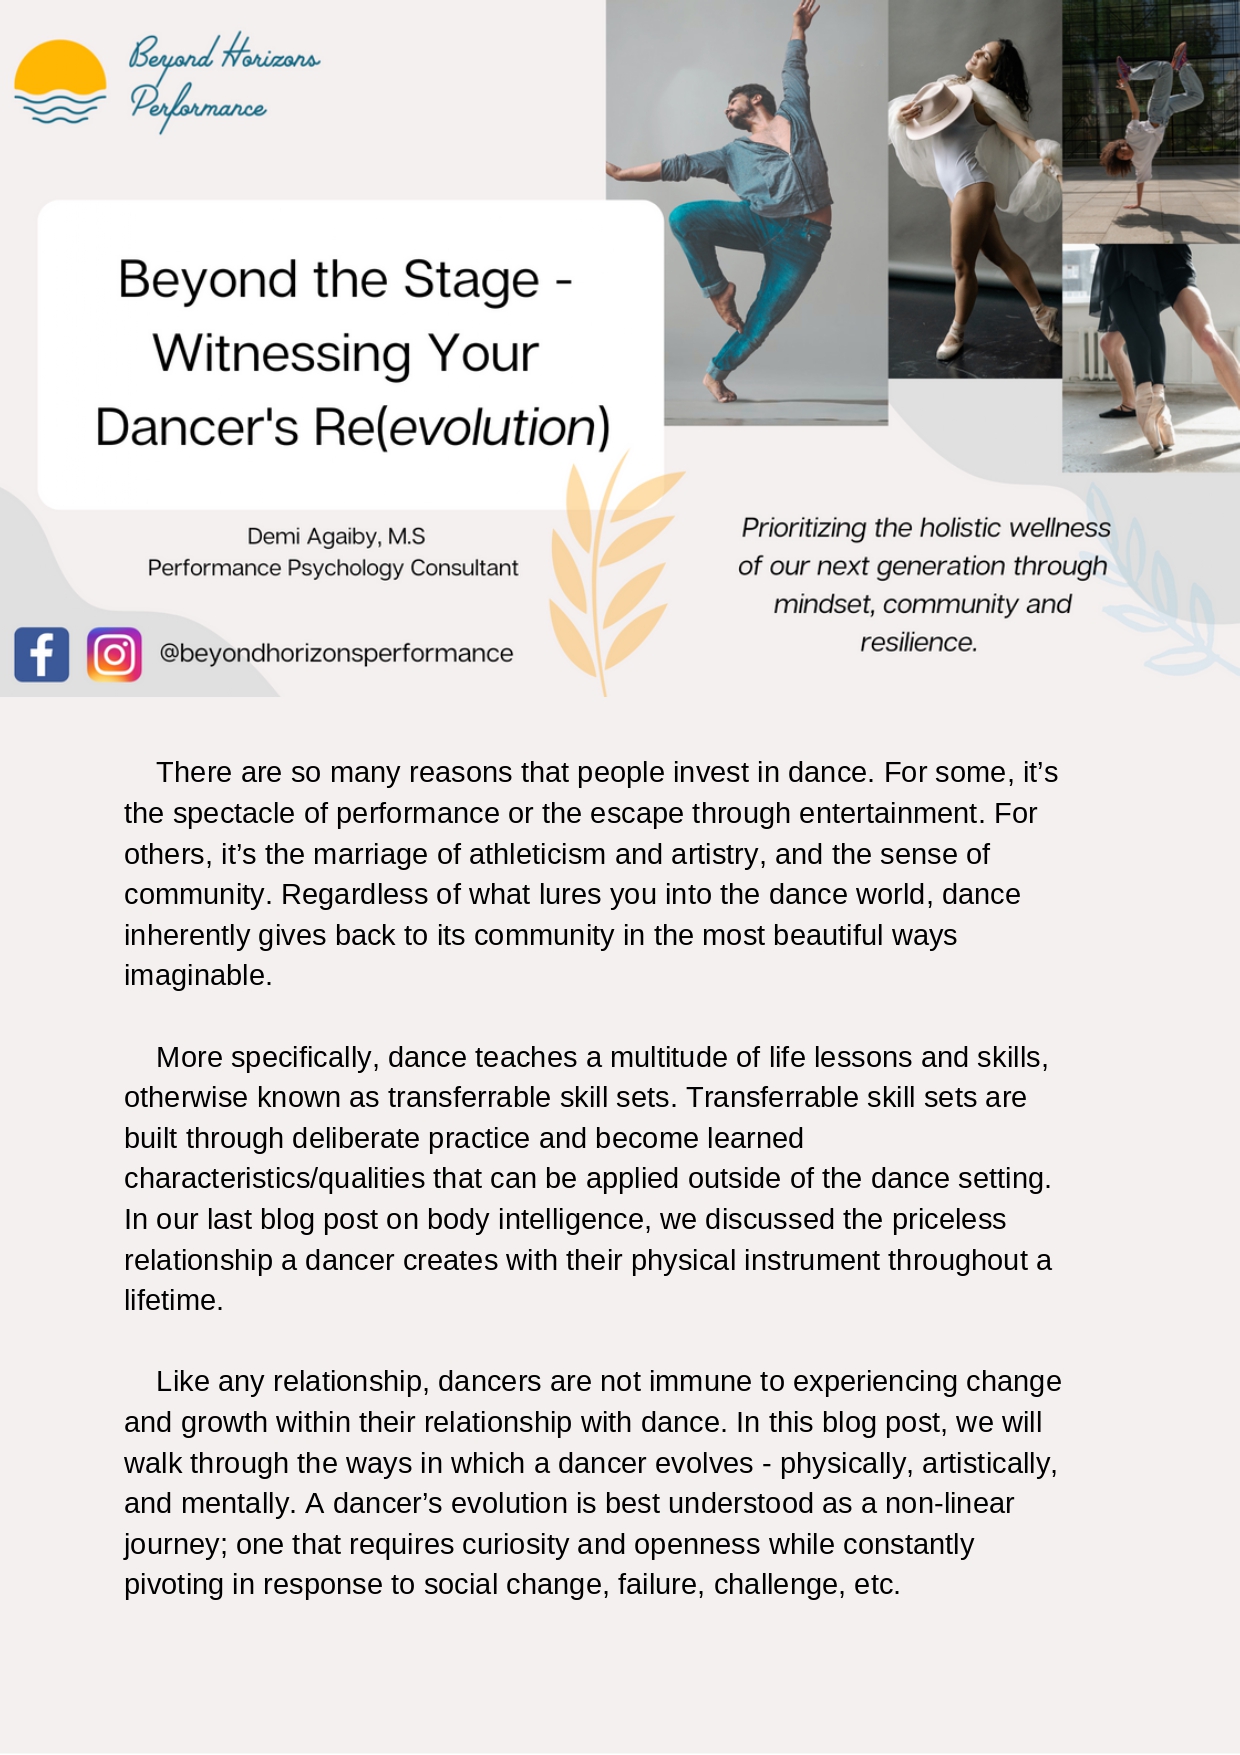 Beyond Horizons
Performance
Beyond the Stage -
Witnessing Your
Dancer's Re(evolution)
Demi Agaiby, M.S
Performance Psychology Consultant
@beyondhorizonsperformance
Prioritizing the holistic wellness
of our next generation through
mindset, community and
resilience.
There are so many reasons that people invest in dance. For some, it’s
the spectacle of performance or the escape through entertainment. For
others, it’s the marriage of athleticism and artistry, and the sense of
community. Regardless of what lures you into the dance world, dance
inherently gives back to its community in the most beautiful ways
imaginable.
More specifically, dance teaches a multitude of life lessons and skills,
otherwise known as transferrable skill sets. Transferrable skill sets are
built through deliberate practice and become learned
characteristics/qualities that can be applied outside of the dance setting.
In our last blog post on body intelligence, we discussed the priceless
relationship a dancer creates with their physical instrument throughout a
lifetime.
Like any relationship, dancers are not immune to experiencing change
and growth within their relationship with dance. In this blog post, we will
walk through the ways in which a dancer evolves - physically, artistically,
and mentally. A dancer’s evolution is best understood as a non-linear
journey; one that requires curiosity and openness while constantly
pivoting in response to social change, failure, challenge, etc.